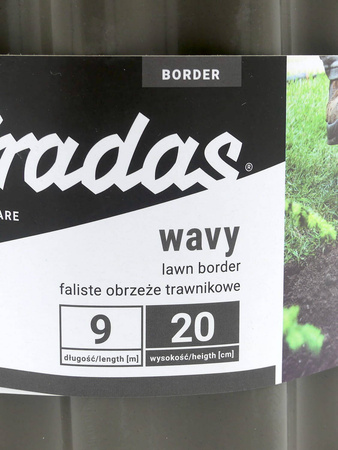 BORDER
radas®
ARE
wavy
lawn border
faliste obrzeże trawnikowe
9 20
długość/length [m] wysokość/heigth [cm]